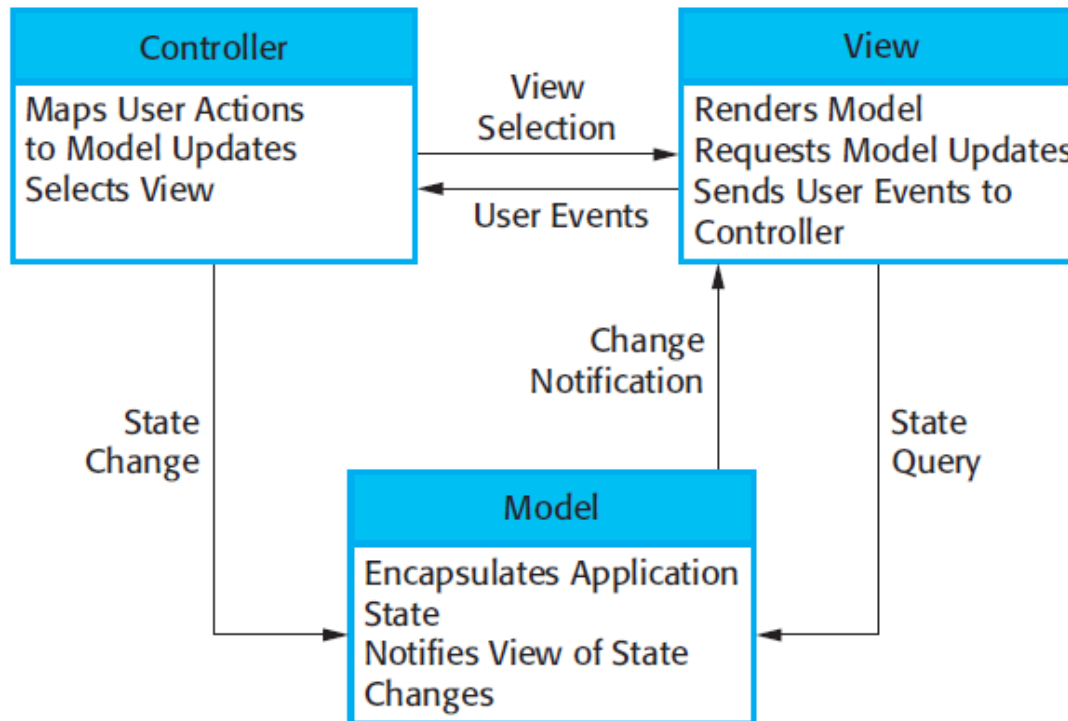 Controller
Maps User Actions
to Model Updates
Selects View
View
Selection
User Events
View
Renders Model
Requests Model Updates
Sends User Events to
Controller
State
Change
Change
Notification
State
Query
Model
Encapsulates Application
State
Notifies View of State
Changes